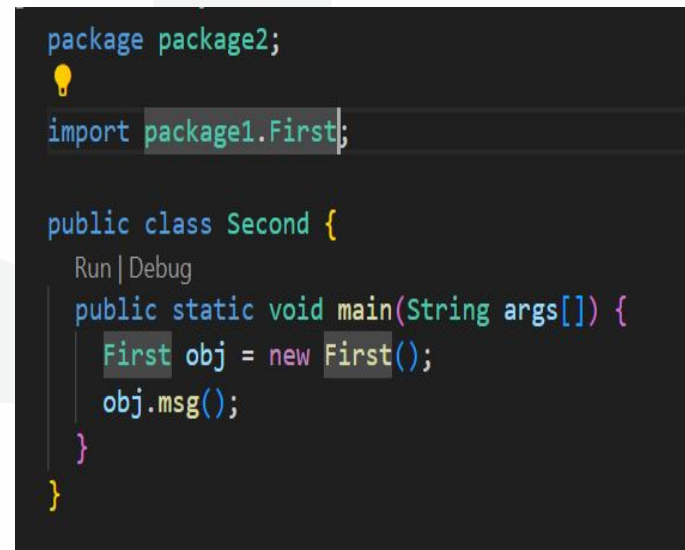 package package2;
import package1.First;
public class Second {
Run | Debug
public static void main(String args[]) {
First obj = new First();
obj.msg();
}
}